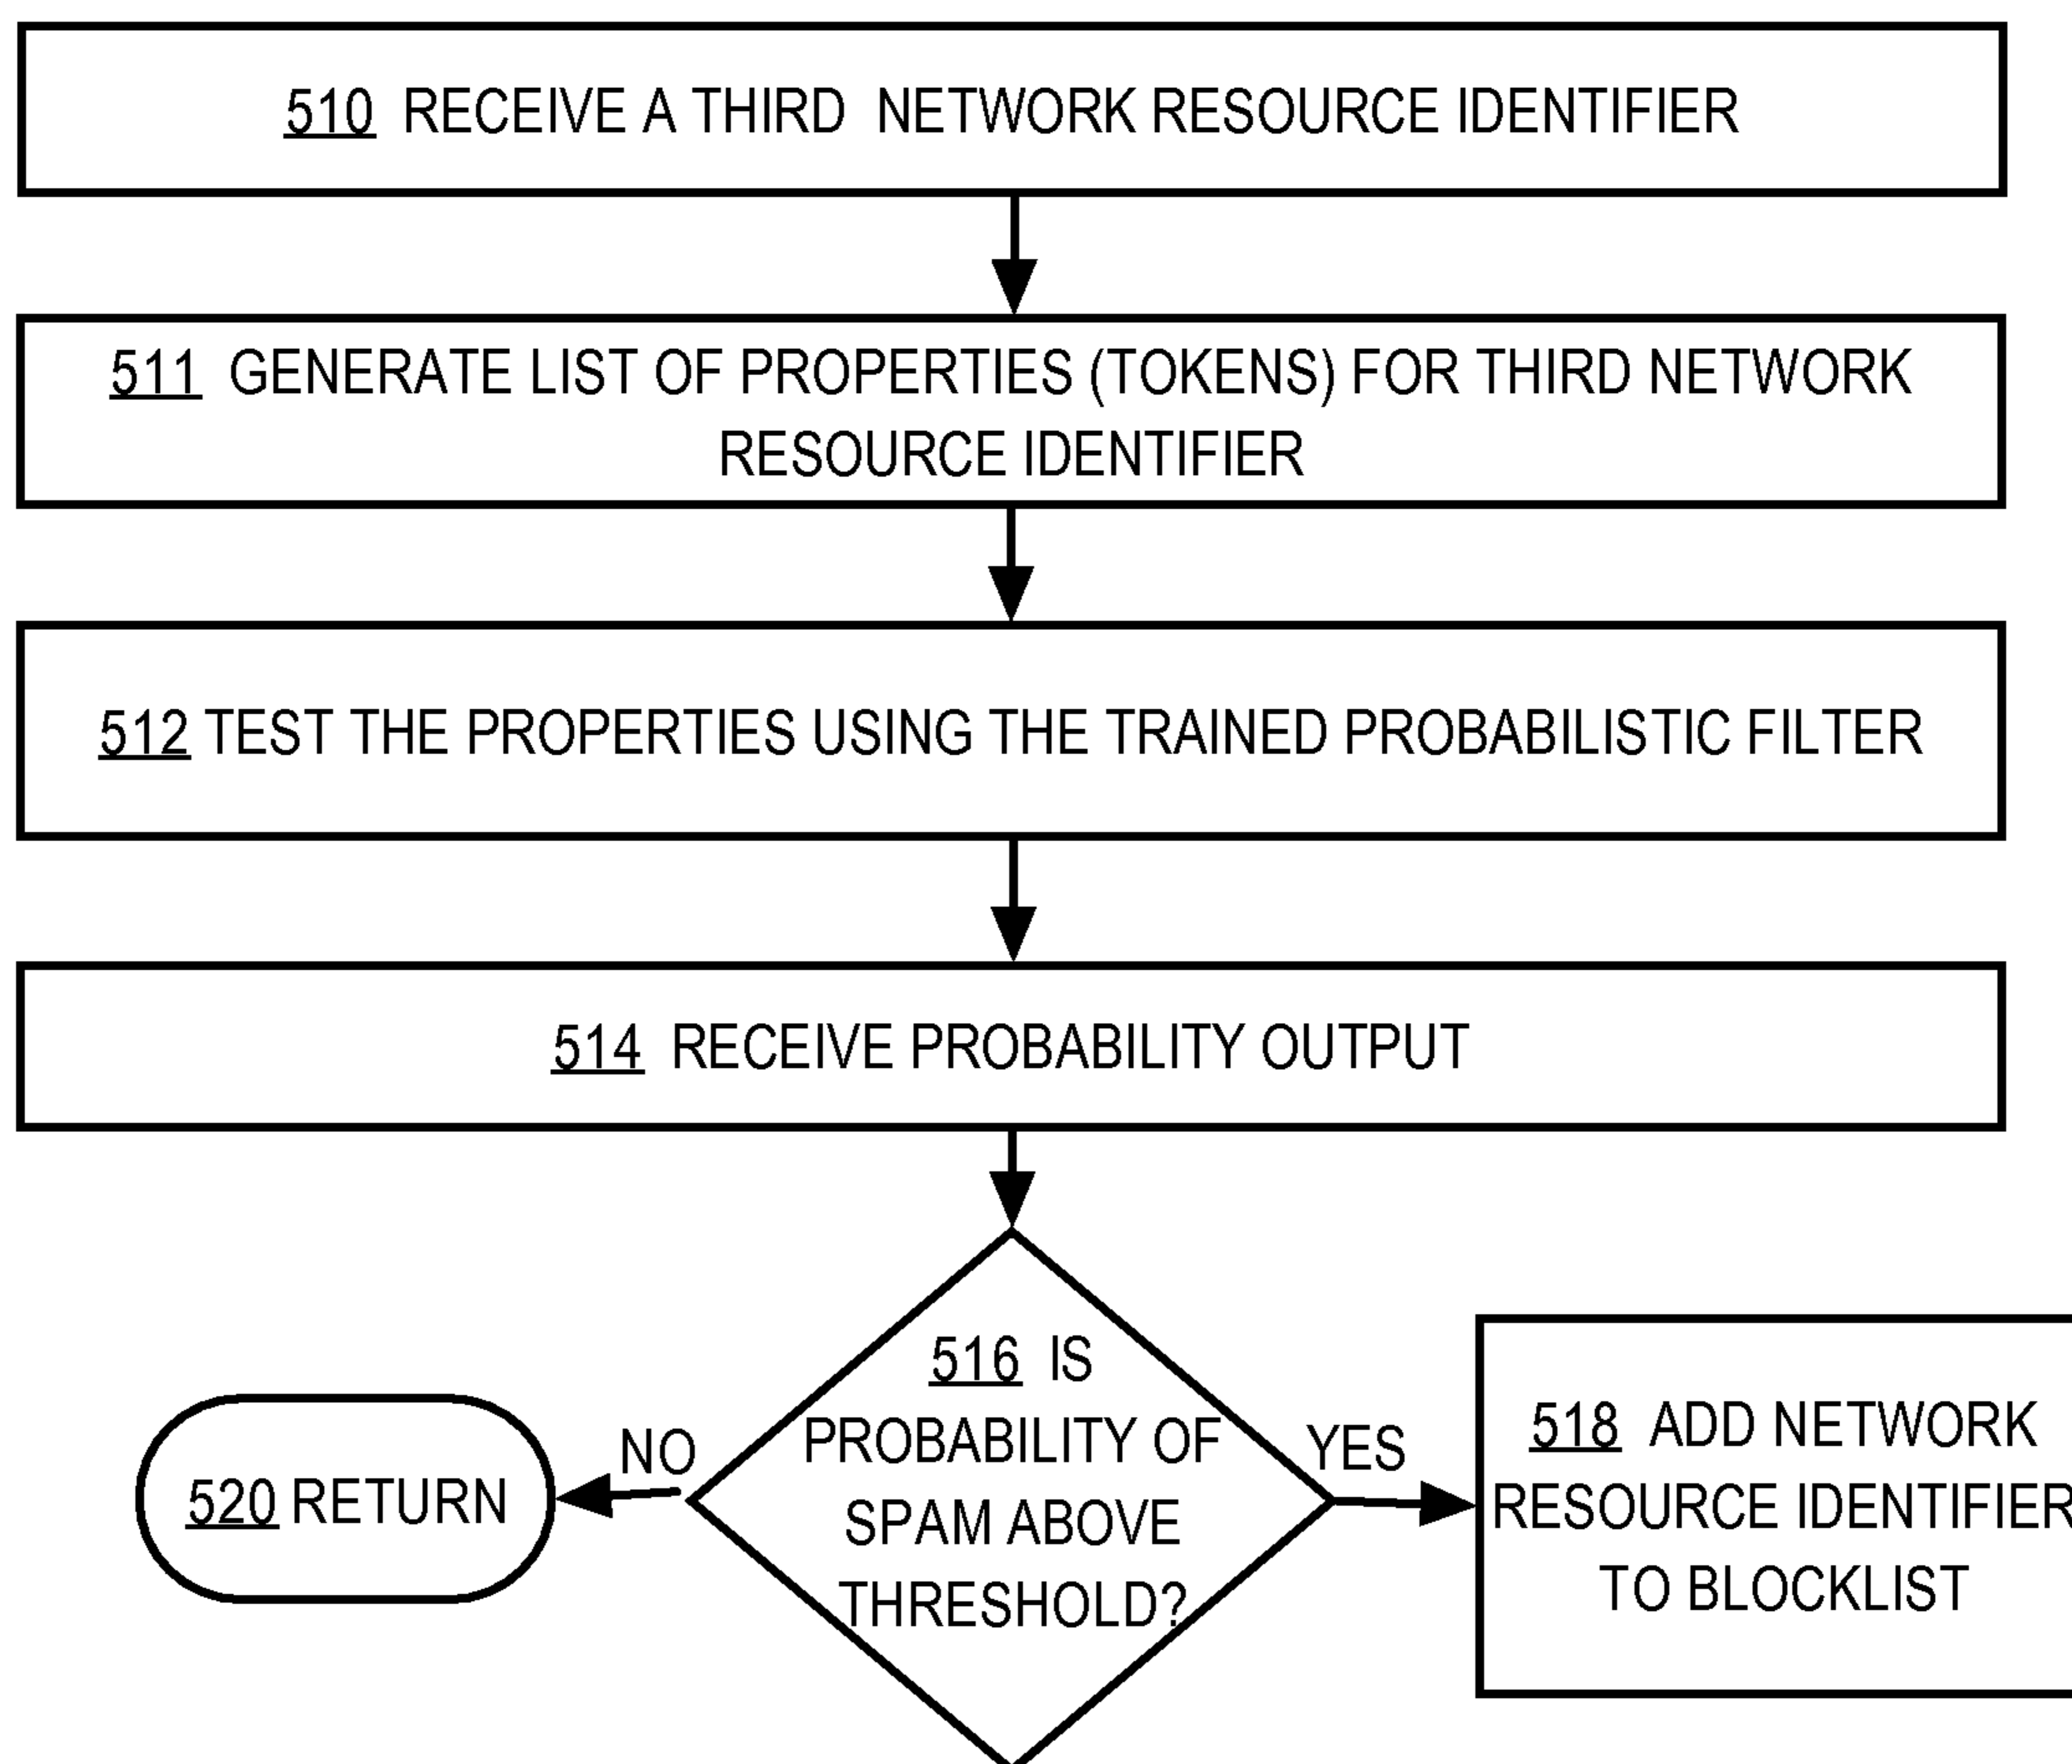 510 RECEIVE A THIRD NETWORK RESOURCE IDENTIFIER
511 GENERATE LIST OF PROPERTIES (TOKENS) FOR THIRD NETWORK
RESOURCE IDENTIFIER
512 TEST THE PROPERTIES USING THE TRAINED PROBABILISTIC FILTER
514 RECEIVE PROBABILITY OUTPUT
516 IS
PROBABILITY OF
SPAM ABOVE
THRESHOLD?
NO
520 RETURN
YES
518 ADD NETWORK
RESOURCE IDENTIFIER
TO BLOCKLIST